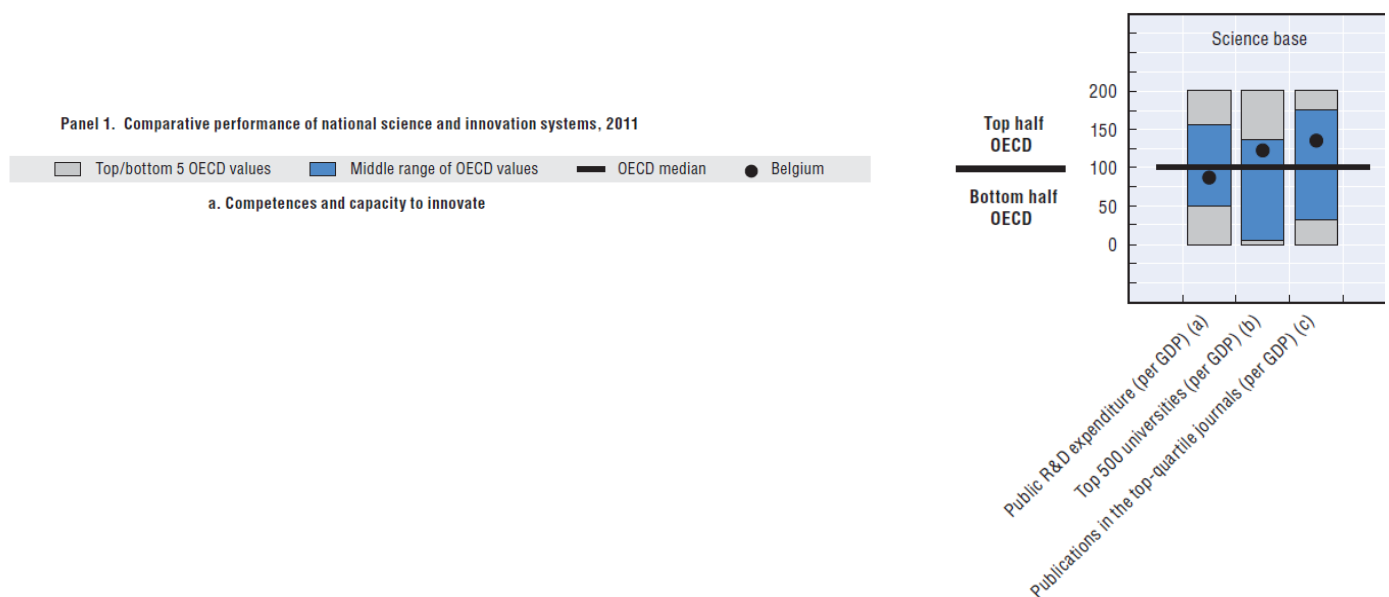 Panel 1. Comparative performance of national science and innovation systems, 2011
Top/bottom 5 OECD values Middle range of OECD values OECD median Belgium
a. Competences and capacity to innovate
Science base
Top half
OECD
Bottom half
OECD
200
150
100
50
0
Public R&D expenditure (per GDP) (a)
Top 500 universities (per GDP) (b)
Publications in the top-quartile journals (per GDP) (c)